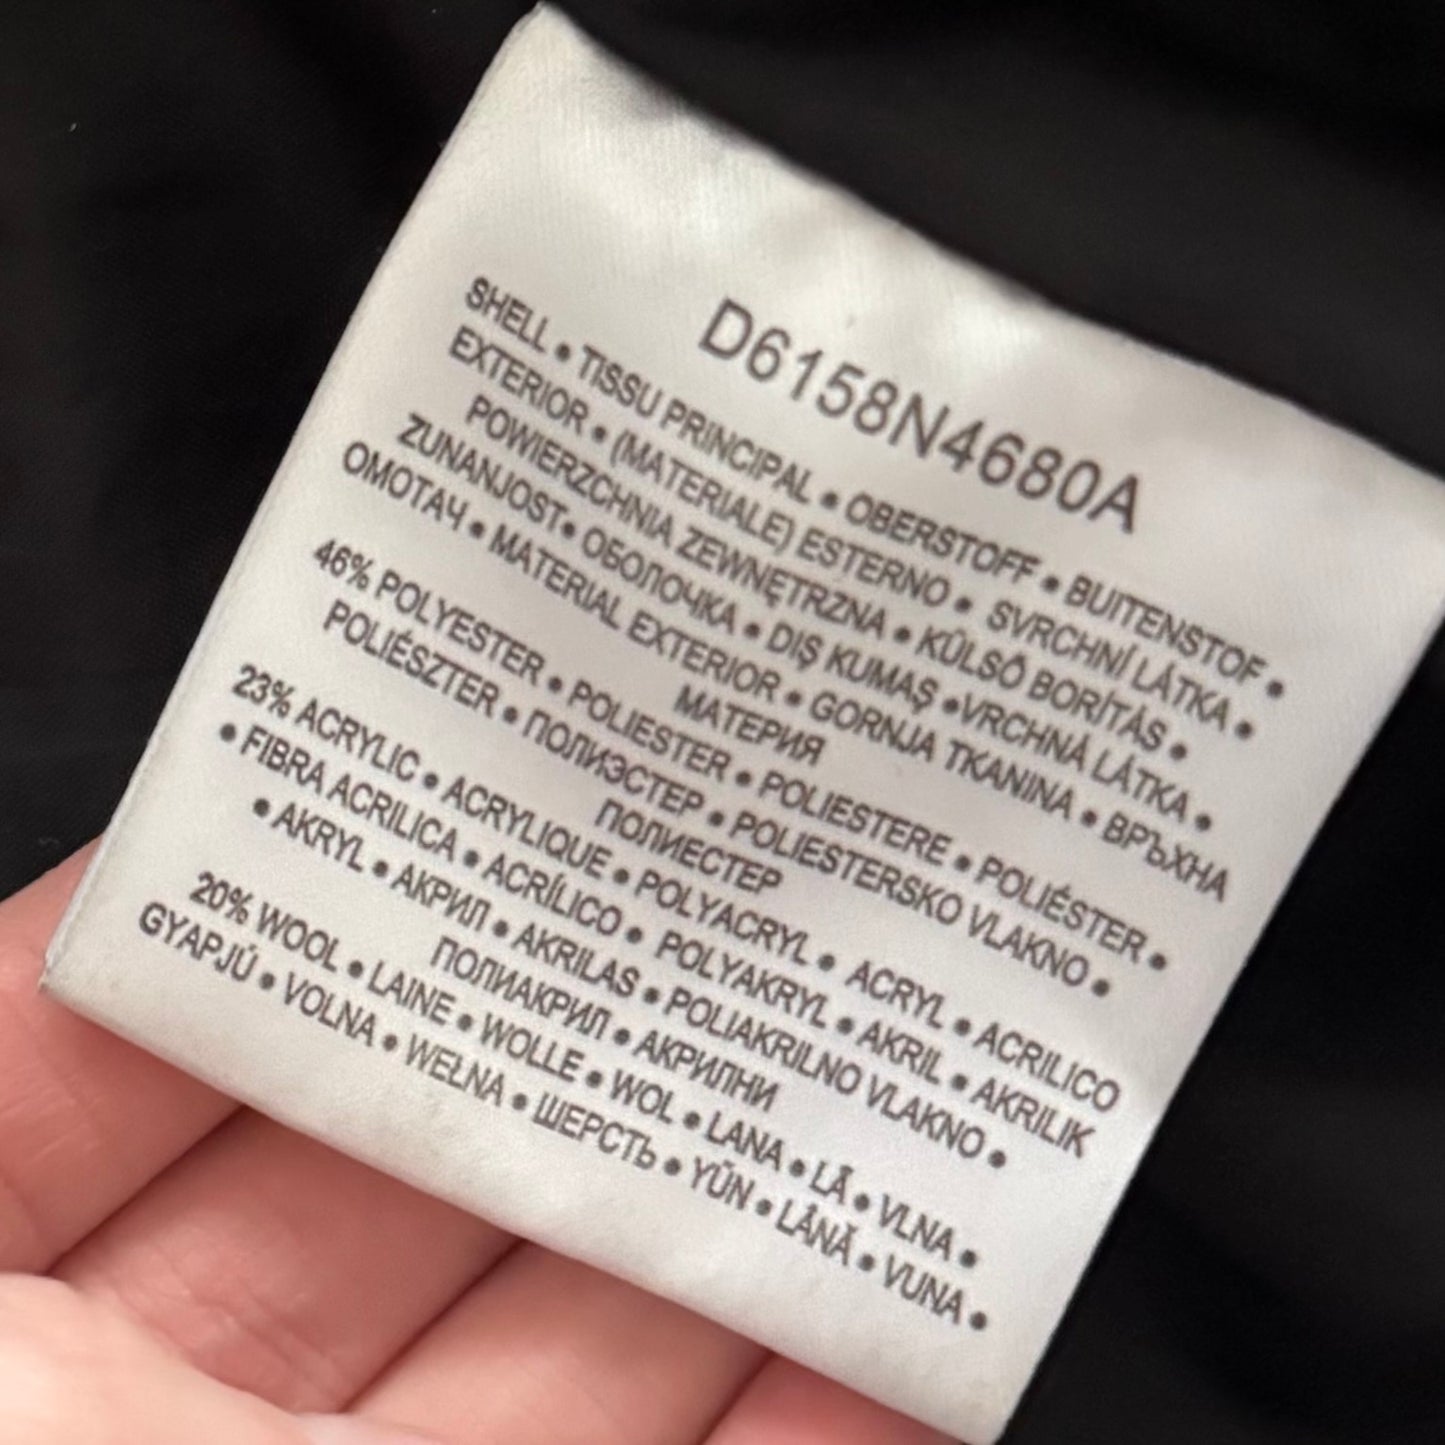 D6158N4680A
SHELL • TISSU PRINCIPAL • OBERSTOFF • BUITENSTOF •
EXTERIOR • (MATERIALE) ESTERNO • SVRCHNÍ LÁTKA •
POWIERZCHNIA ZEWNĘTRZNA • KÜLSÖ BORÍTÁS •
ZUNANJOST• ОБОЛОЧКА • DIŞ KUMAŞ •VRCHNÁ LÁTKA •
ОМОТАЧ • MATERIAL EXTERIOR • GORNJA TKANINA • ВРЪХНА
МАТЕРИЯ
46% POLYESTER • POLIESTER • POLIESTERE • POLIÉSTER •
POLIÉSZTER • ПОЛИЭСТЕР • POLIESTERSKO VLAKNO •
ПОЛИЕСТЕР
23% ACRYLIC • ACRYLIQUE • POLYACRYL • ACRYL • ACRILICO
• FIBRA ACRILICA • ACRÍLICO • POLYAKRYL • AKRIL • AKRILIK
• AKRYL • АКРИЛ • AKRILAS • POLIAKRILNO VLAKNO •
ПОЛИАКРИЛ • АКРИЛНИ
20% WOOL • LAINE • WOLLE • WOL • LANA • LÃ • VLNA •
GYAPJÚ • VOLNA • WEŁNA • ШЕРСТЬ • YÜN • LÂNĂ • VUNA •